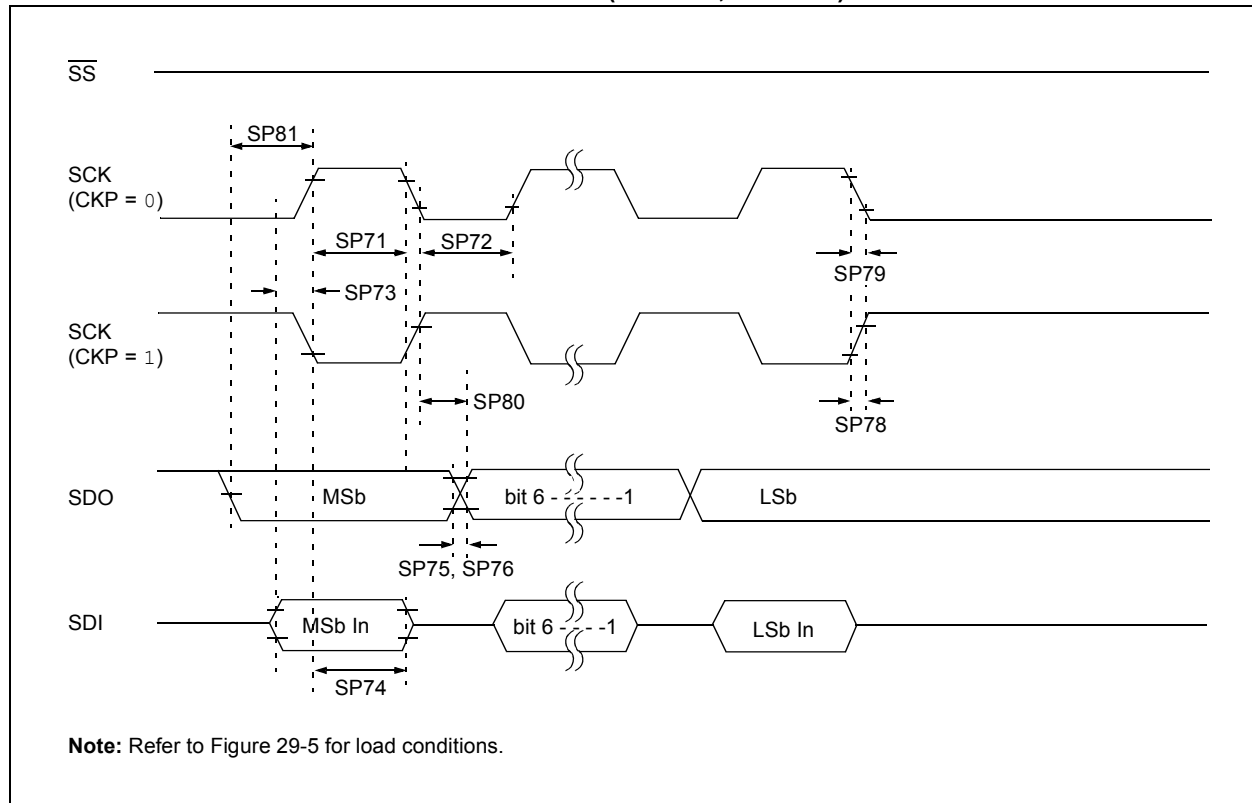 SS
SP81
SCK
(CKP = 0)
SP71
SP72
SP79
SP73
SCK
(CKP = 1)
SP80
SP78
SDO
MSb
bit 6 - - - - - -1
LSb
SP75, SP76
SDI
MSb In
bit 6 - - - -1
LSb In
SP74
Note: Refer to Figure 29-5 for load conditions.